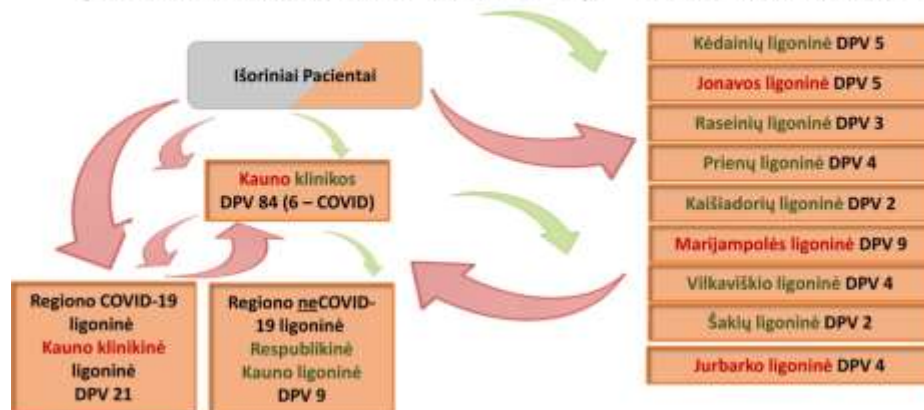 Išoriniai Pacientai
Kauno klinikos
DPV 84 (6 – COVID)
Regiono COVID-19
ligoninė
Kauno klinikinė
ligoninė
DPV 21
Regiono neCOVID-
19 ligoninė
Respublikinė
Kauno ligoninė
DPV 9
Kėdainių ligoninė DPV 5
Jonavos ligoninė DPV 5
Raseinių ligoninė DPV 3
Prienų ligoninė DPV 4
Kaišiadorių ligoninė DPV 2
Marijampolės ligoninė DPV 9
Vilkaviškio ligoninė DPV 4
Šakių ligoninė DPV 2
Jurbarko ligoninė DPV 4